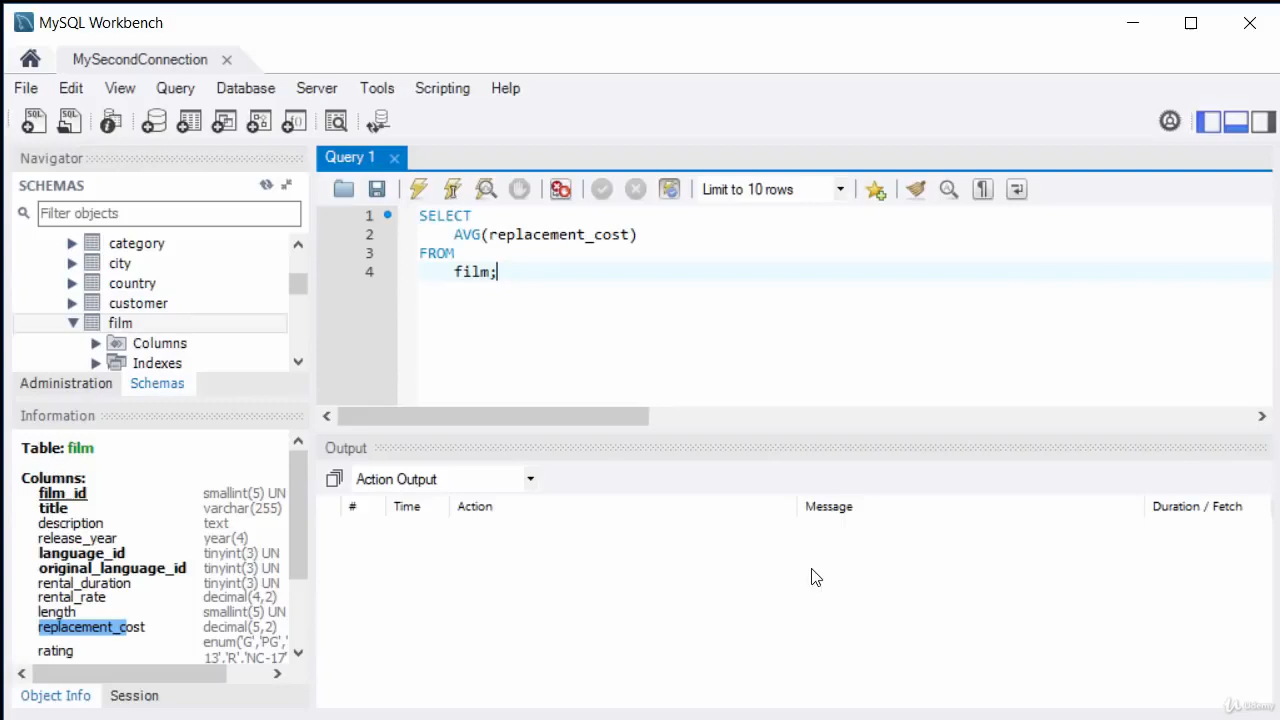 MySQL Workbench
MySecondConnection
File Edit View Query Database Server Tools Scripting Help
Navigator
SCHEMAS
Filter objects
category
city
country
customer
film
Columns
Indexes
Administration Schemas
Information
Table: film
Columns:
film_id smallint(5) UN
title varchar(255)
description text
release_year year(4)
language_id tinyint(3) UN
original_language_id tinyint(3) UN
rental_duration tinyint(3) UN
rental_rate decimal(4,2)
length smallint(5) UN
replacement_cost decimal(5,2)
rating enum('G','PG','
13','R','NC-17'
Object Info Session
Query 1
Limit to 10 rows
1 SELECT
2 AVG(replacement_cost)
3 FROM
4 film;
Output
Action Output
# Time Action Message Duration / Fetch
Udemy